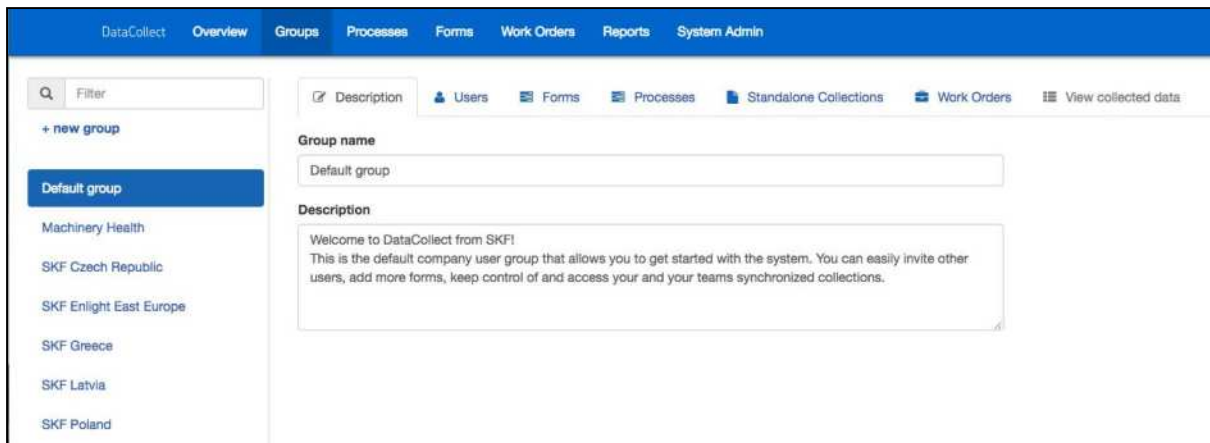 DataCollect Overview Groups Processes Forms Work Orders Reports System Admin
Filter
+ new group
Default group
Machinery Health
SKF Czech Republic
SKF Enlight East Europe
SKF Greece
SKF Latvia
SKF Poland
Description Users Forms Processes Standalone Collections Work Orders View collected data
Group name
Default group
Description
Welcome to DataCollect from SKF!
This is the default company user group that allows you to get started with the system. You can easily invite other
users, add more forms, keep control of and access your and your teams synchronized collections.